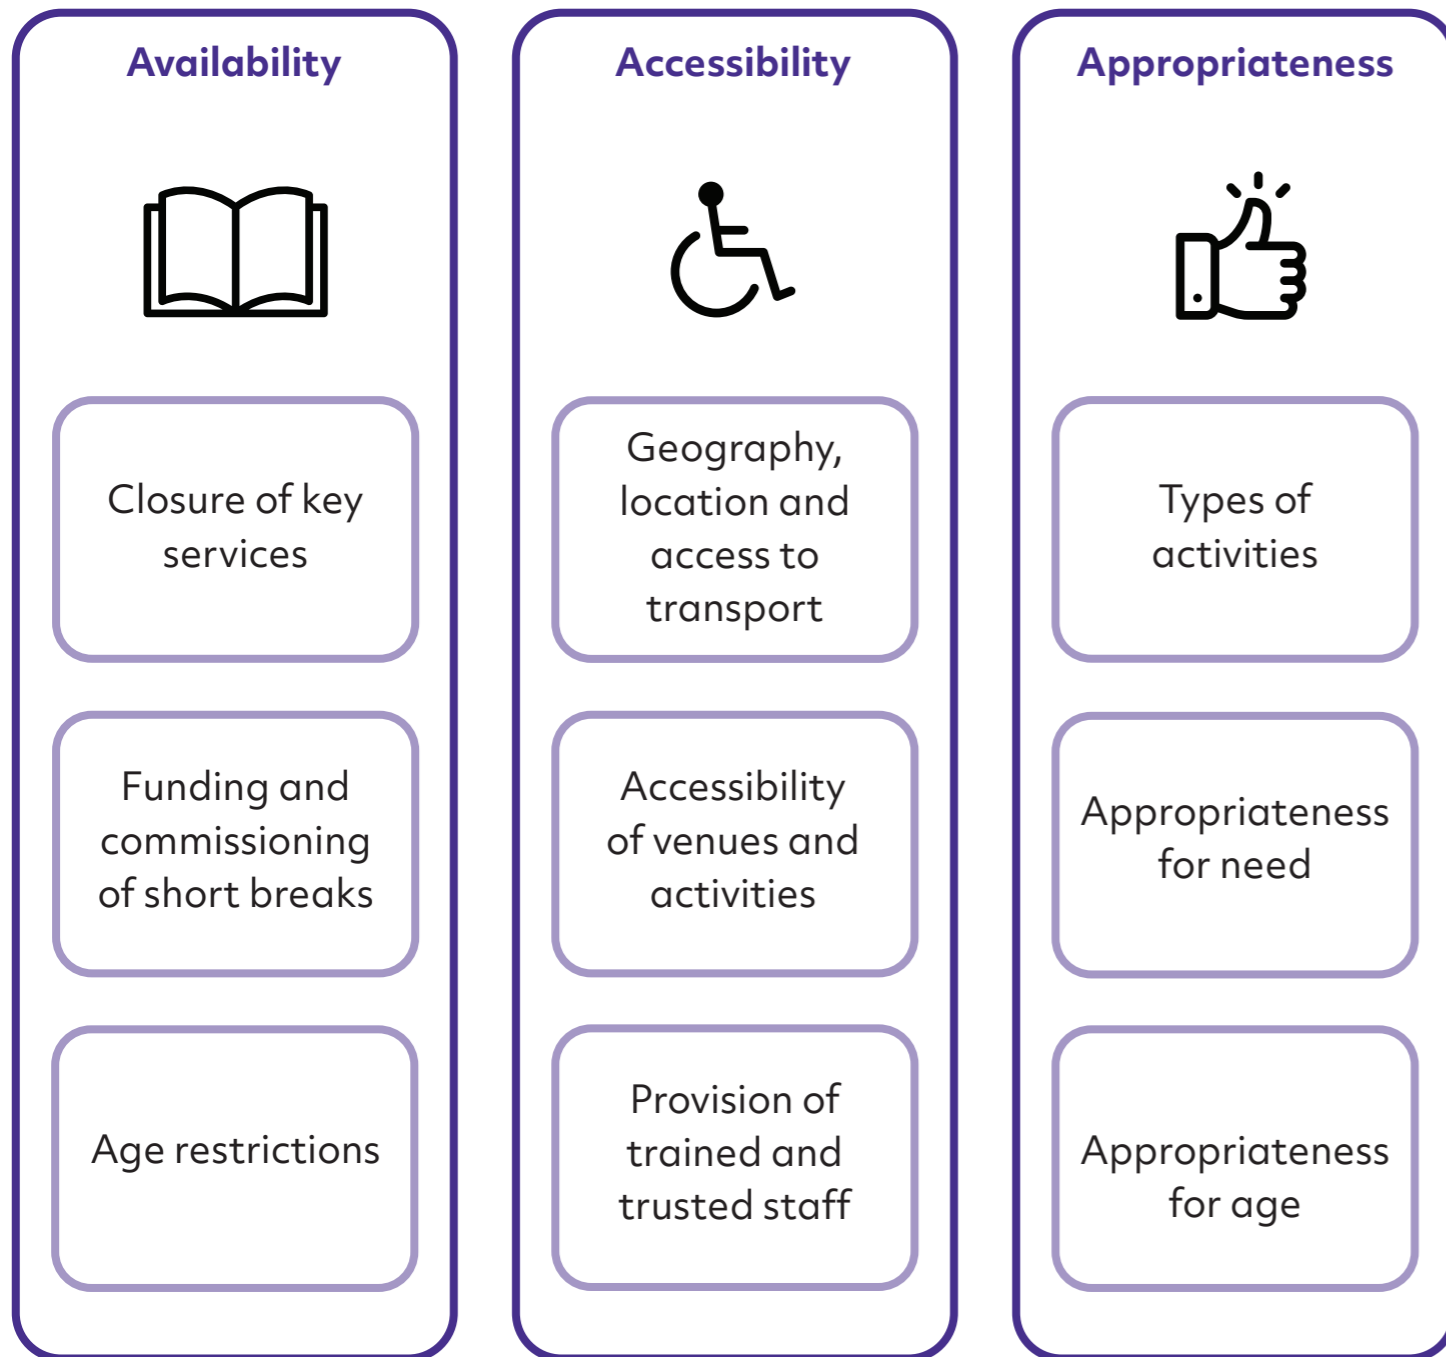 Availability
Closure of key
services
Funding and
commissioning
of short breaks
Age restrictions
Accessibility
Geography,
location and
access to
transport
Accessibility
of venues and
activities
Provision of
trained and
trusted staff
Appropriateness
Types of
activities
Appropriateness
for need
Appropriateness
for age